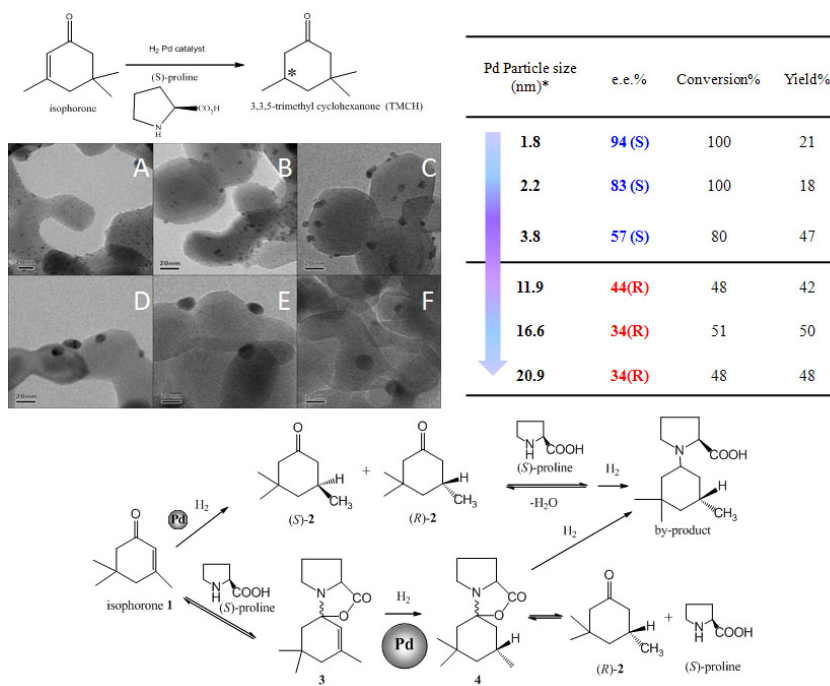 O
H₂ Pd catalyst
(S)-proline
isophorone
N
H
CO₂H
O
*
3,3,5-trimethyl cyclohexanone (TMCH)
A
B
C
20nm
20nm
20nm
D
E
F
20nm
20nm
20nm
Pd Particle size (nm)* e.e.% Conversion% Yield%
1.8 94 (S) 100 21
2.2 83 (S) 100 18
3.8 57 (S) 80 47
11.9 44(R) 48 42
16.6 34(R) 51 50
20.9 34(R) 48 48
O
H
CH₃
(S)-2
+
O
H
CH₃
(R)-2
N
H
COOH
(S)-proline
-H₂O
H₂
N
COOH
H
CH₃
by-product
Pd
H₂
O
isophorone 1
N
H
COOH
(S)-proline
N
O
CO
3
H₂
Pd
N
O
CO
H
4
H₂
O
H
CH₃
(R)-2
+
N
H
COOH
(S)-proline